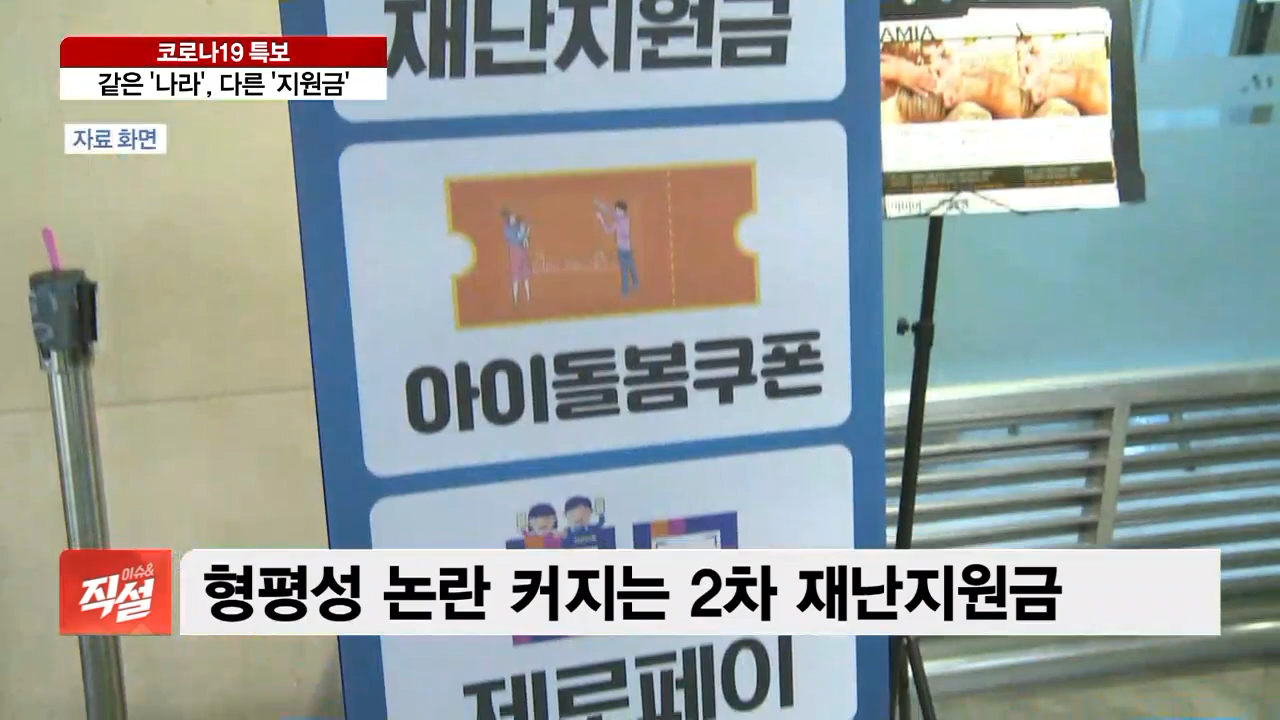 코로나19 특보
같은 '나라', 다른 '지원금'
자료 화면
재난지원금
AMIA
아이돌봄쿠폰
이슈&
직설
형평성 논란 커지는 2차 재난지원금
제로페이